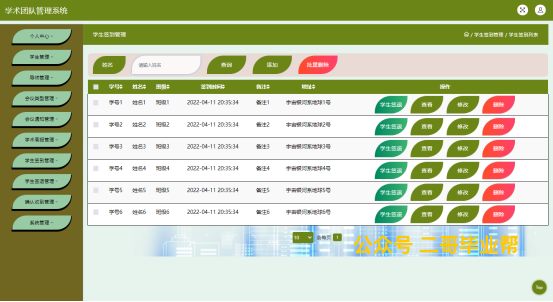 学术团队管理系统
个人中心
学生管理
导师管理
会议类型管理
会议通知管理
学生签到管理
学生签退管理
确认收到管理
系统管理
学生签到管理
/ 学生签到管理 / 学生签到列表
姓名
请输入姓名
查询
添加
批量删除
学号 姓名 班级 签到时间 备注 地址 操作
学号1 姓名1 班级1 2022-04-11 20:35:34 备注1 宇宙银河系地球1号 学生签退 查看 修改 删除
学号2 姓名2 班级2 2022-04-11 20:35:34 备注2 宇宙银河系地球2号 学生签退 查看 修改 删除
学号3 姓名3 班级3 2022-04-11 20:35:34 备注3 宇宙银河系地球3号 学生签退 查看 修改 删除
学号4 姓名4 班级4 2022-04-11 20:35:34 备注4 宇宙银河系地球4号 学生签退 查看 修改 删除
学号5 姓名5 班级5 2022-04-11 20:35:34 备注5 宇宙银河系地球5号 学生签退 查看 修改 删除
学号6 姓名6 班级6 2022-04-11 20:35:34 备注6 宇宙银河系地球6号 学生签退 查看 修改 删除
10 条每页 1
公众号 二哥毕业帮
Top